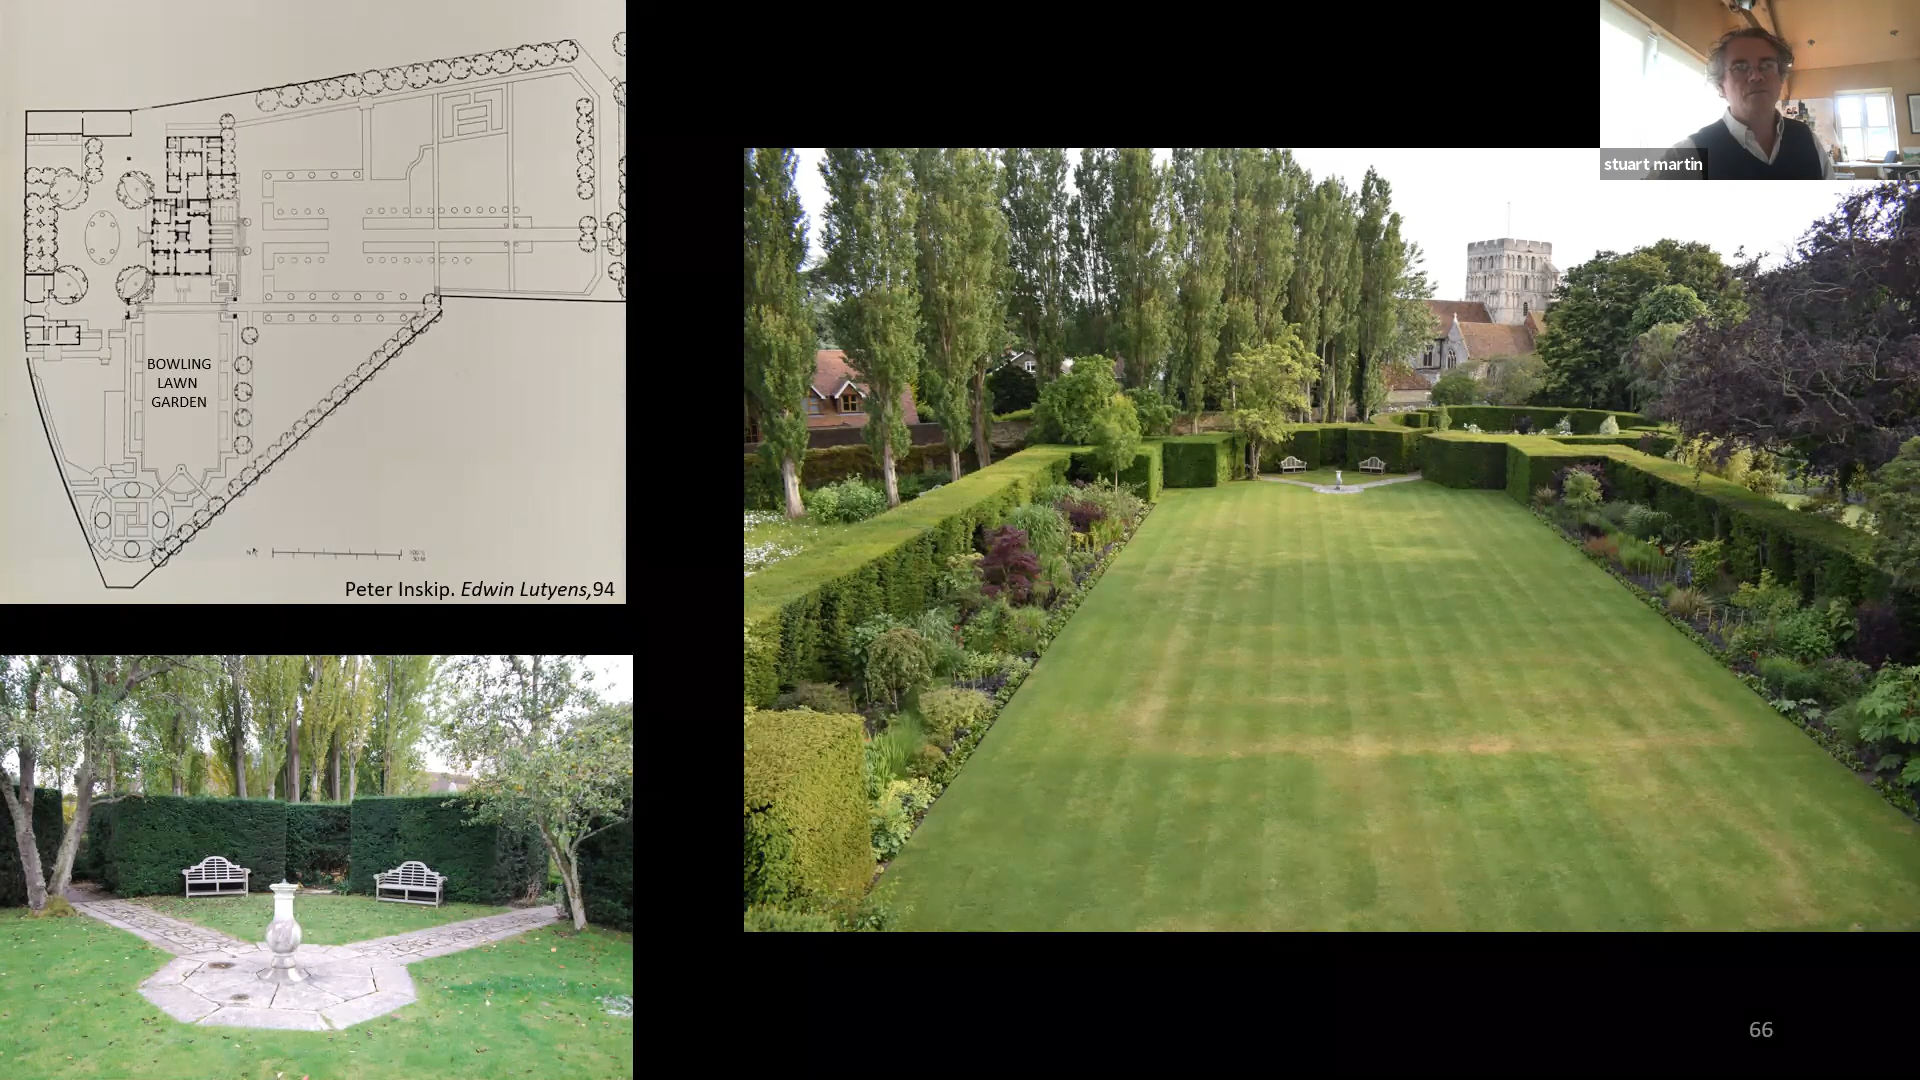 BOWLING
LAWN
GARDEN
Peter Inskip. Edwin Lutyens,94
stuart martin
66